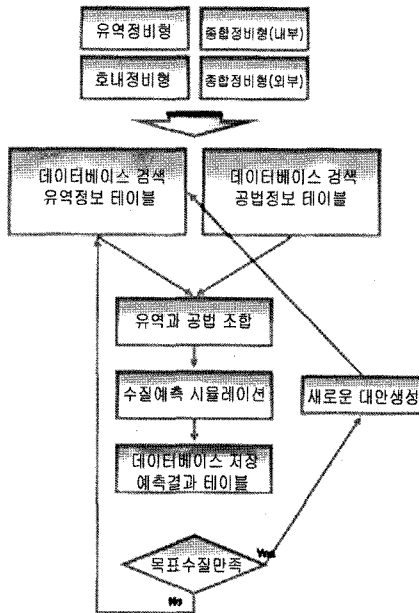 유역정비형
종합정비형(내부)
호내정비형
종합정비형(외부)
데이터베이스 검색
유역정보 테이블
데이터베이스 검색
공법정보 테이블
유역과 공법 조합
수질예측 시뮬레이션
새로운 대안생성
데이터베이스 저장
예측결과 테이블
목표수질만족